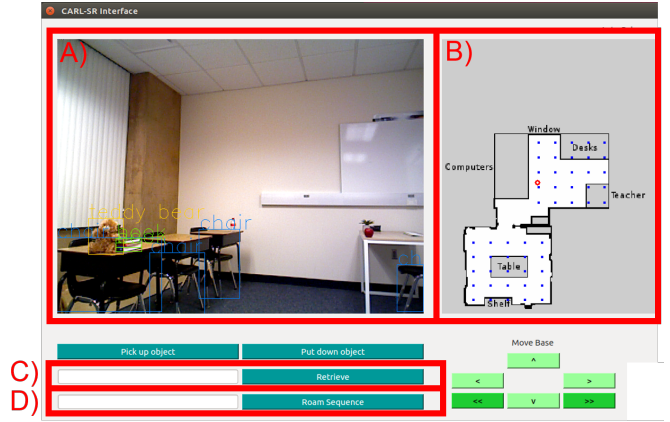 CARL-SR Interface
A)
B)
teddy bear
book
chair
chair
Window
Desks
Computers
Teacher
Table
Shelf
Pick up object
Put down object
Move Base
^
C)
Retrieve
<
>
D)
Roam Sequence
<<
v
>>